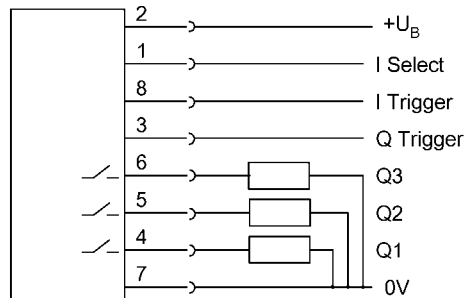 2 +U_B
1 I Select
8 I Trigger
3 Q Trigger
6 Q3
5 Q2
4 Q1
7 0V